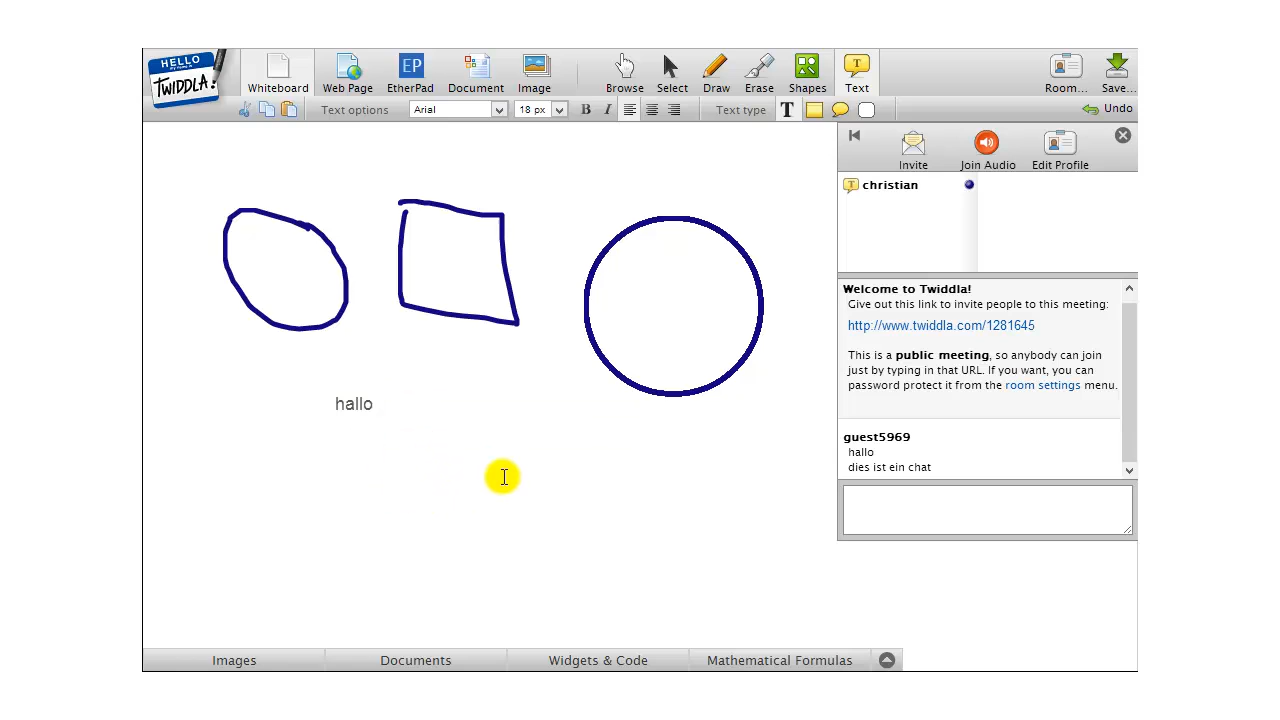 HELLO
my name is
TWIDDLA!
Whiteboard
Web Page
EP
EtherPad
Document
Image
Browse
Select
Draw
Erase
Shapes
T
Text
Room...
Save...
Text options
Arial
18 px
B
I
Text type
T
Undo
Invite
Join Audio
Edit Profile
T
christian
hallo
Welcome to Twiddla!
Give out this link to invite people to this meeting:
http://www.twiddla.com/1281645
This is a public meeting, so anybody can join
just by typing in that URL. If you want, you can
password protect it from the room settings menu.
guest5969
hallo
dies ist ein chat
Images
Documents
Widgets & Code
Mathematical Formulas